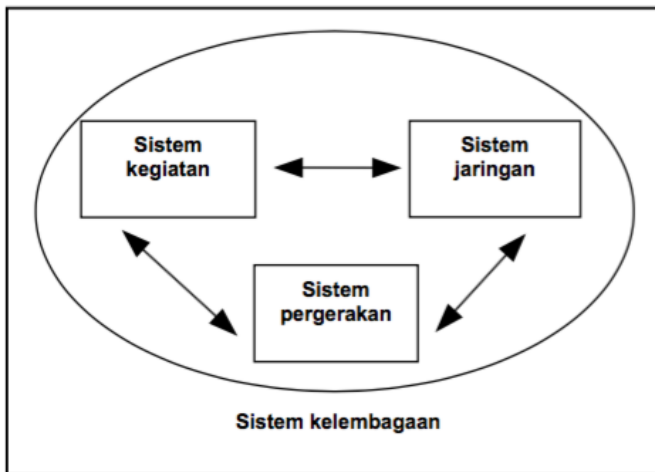 Sistem
kegiatan
Sistem
jaringan
Sistem
pergerakan
Sistem kelembagaan